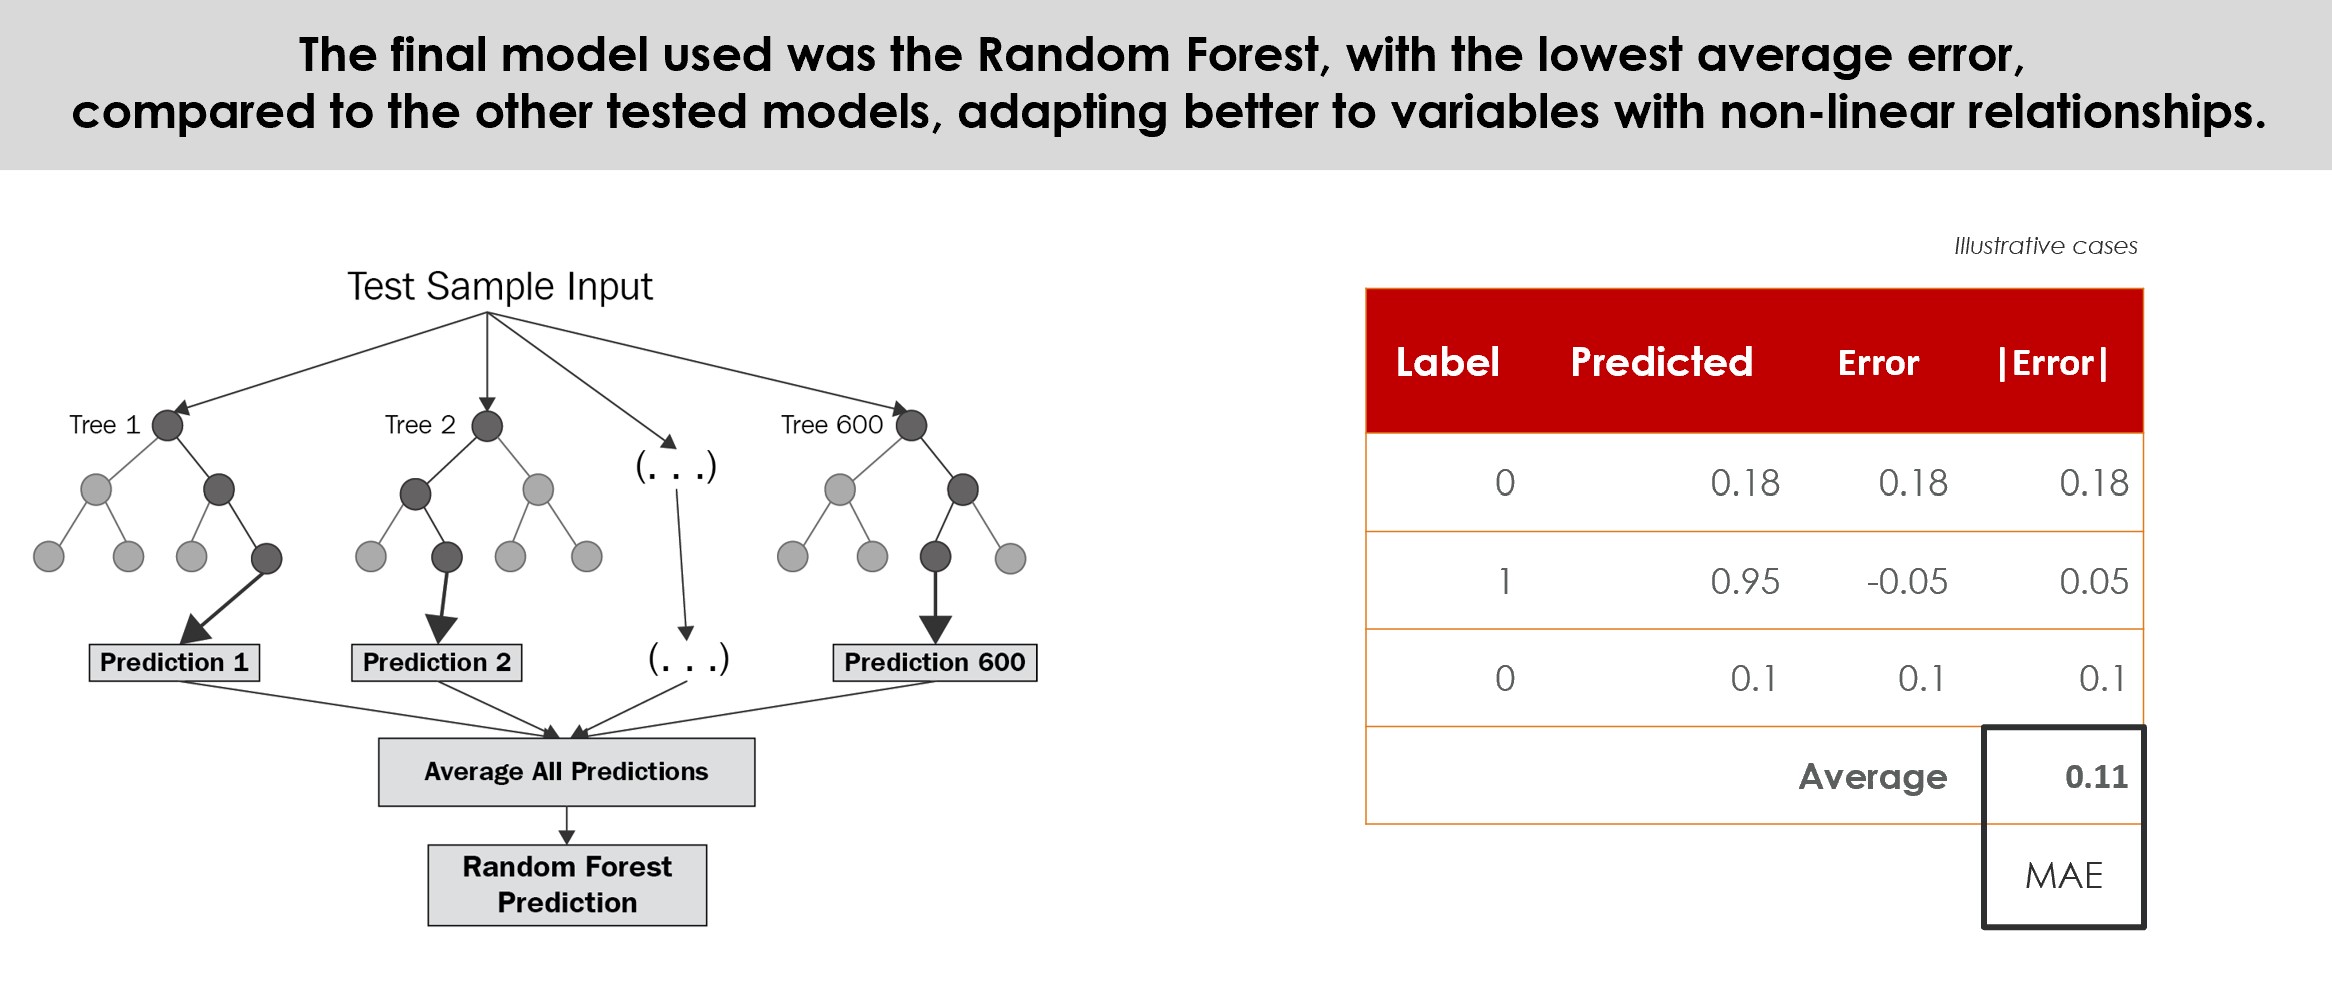 The final model used was the Random Forest, with the lowest average error,
compared to the other tested models, adapting better to variables with non-linear relationships.
Test Sample Input
Tree 1
Tree 2
(. . .)
Tree 600
Prediction 1
Prediction 2
(. . .)
Prediction 600
Average All Predictions
Random Forest
Prediction
Illustrative cases
Label Predicted Error |Error|
0 0.18 0.18 0.18
1 0.95 -0.05 0.05
0 0.1 0.1 0.1
Average 0.11
MAE